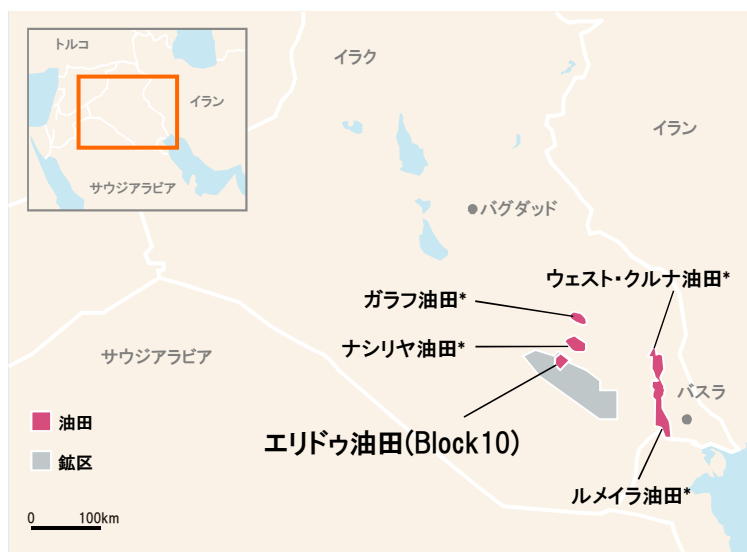 トルコ
イラン
サウジアラビア
イラク
イラン
バグダッド
ウェスト・クルナ油田*
ガラフ油田*
ナシリヤ油田*
サウジアラビア
バスラ
油田
エリドゥ油田(Block10)
鉱区
ルメイラ油田*
0 100km